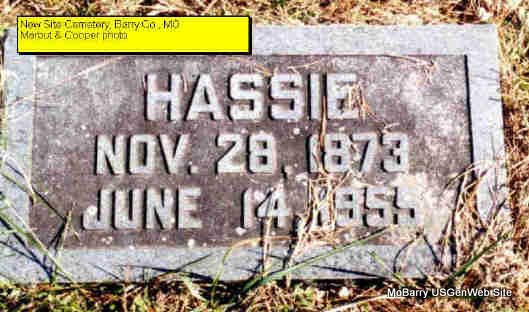 New Site Cemetery, Barry Co., MO
Marbut & Cooper photo
HASSIE
NOV. 28, 1873
JUNE 14, 1955
MoBarry USGenWeb Site